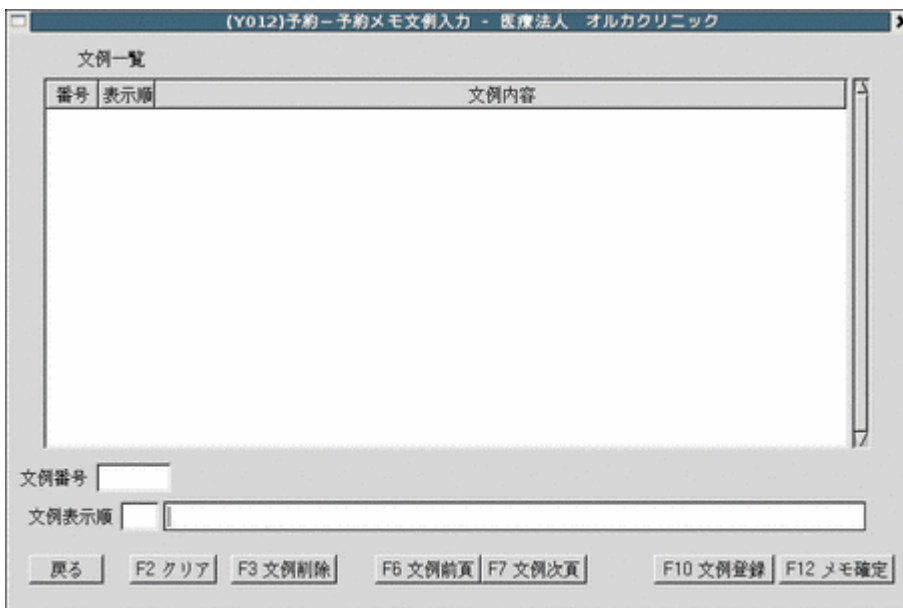 (Y012)予約－予約メモ文例入力 - 医療法人　オルカクリニック
文例一覧
番号 表示順 文例内容
文例番号
文例表示順
戻る F2 クリア F3 文例削除 F6 文例前頁 F7 文例次頁 F10 文例登録 F12 メモ確定